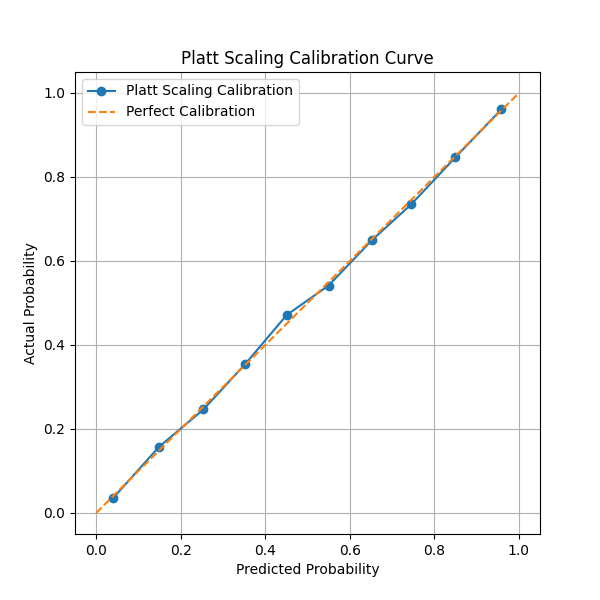 Platt Scaling Calibration Curve
Platt Scaling Calibration
Perfect Calibration
1.0
0.8
0.6
0.4
0.2
0.0
Actual Probability
0.0 0.2 0.4 0.6 0.8 1.0
Predicted Probability